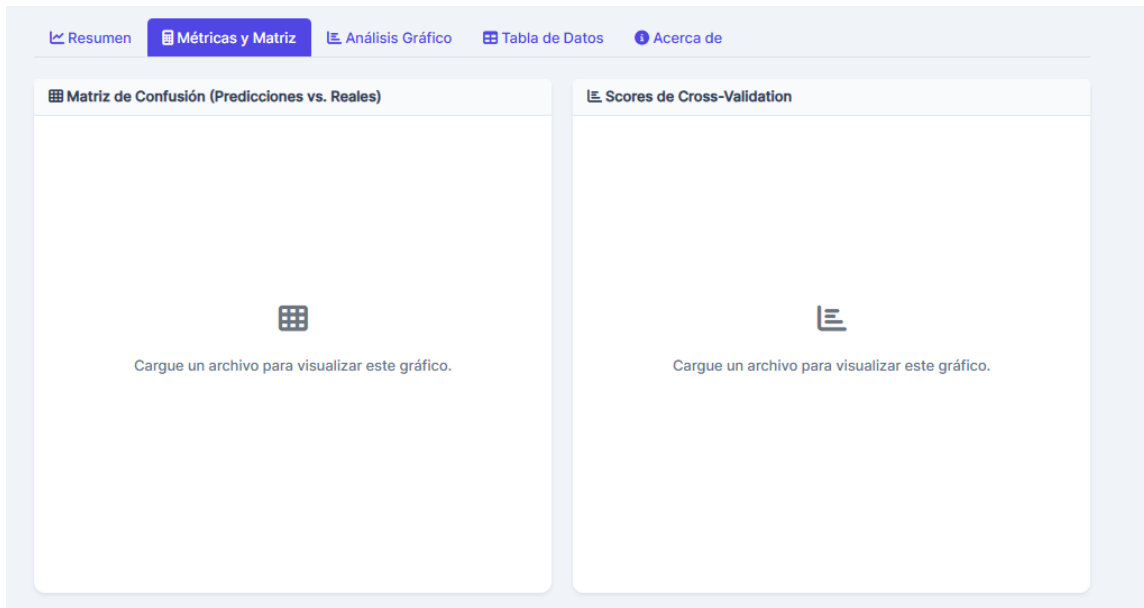 Resumen
Métricas y Matriz
Análisis Gráfico
Tabla de Datos
Acerca de
Matriz de Confusión (Predicciones vs. Reales)
Scores de Cross-Validation
Cargue un archivo para visualizar este gráfico.
Cargue un archivo para visualizar este gráfico.